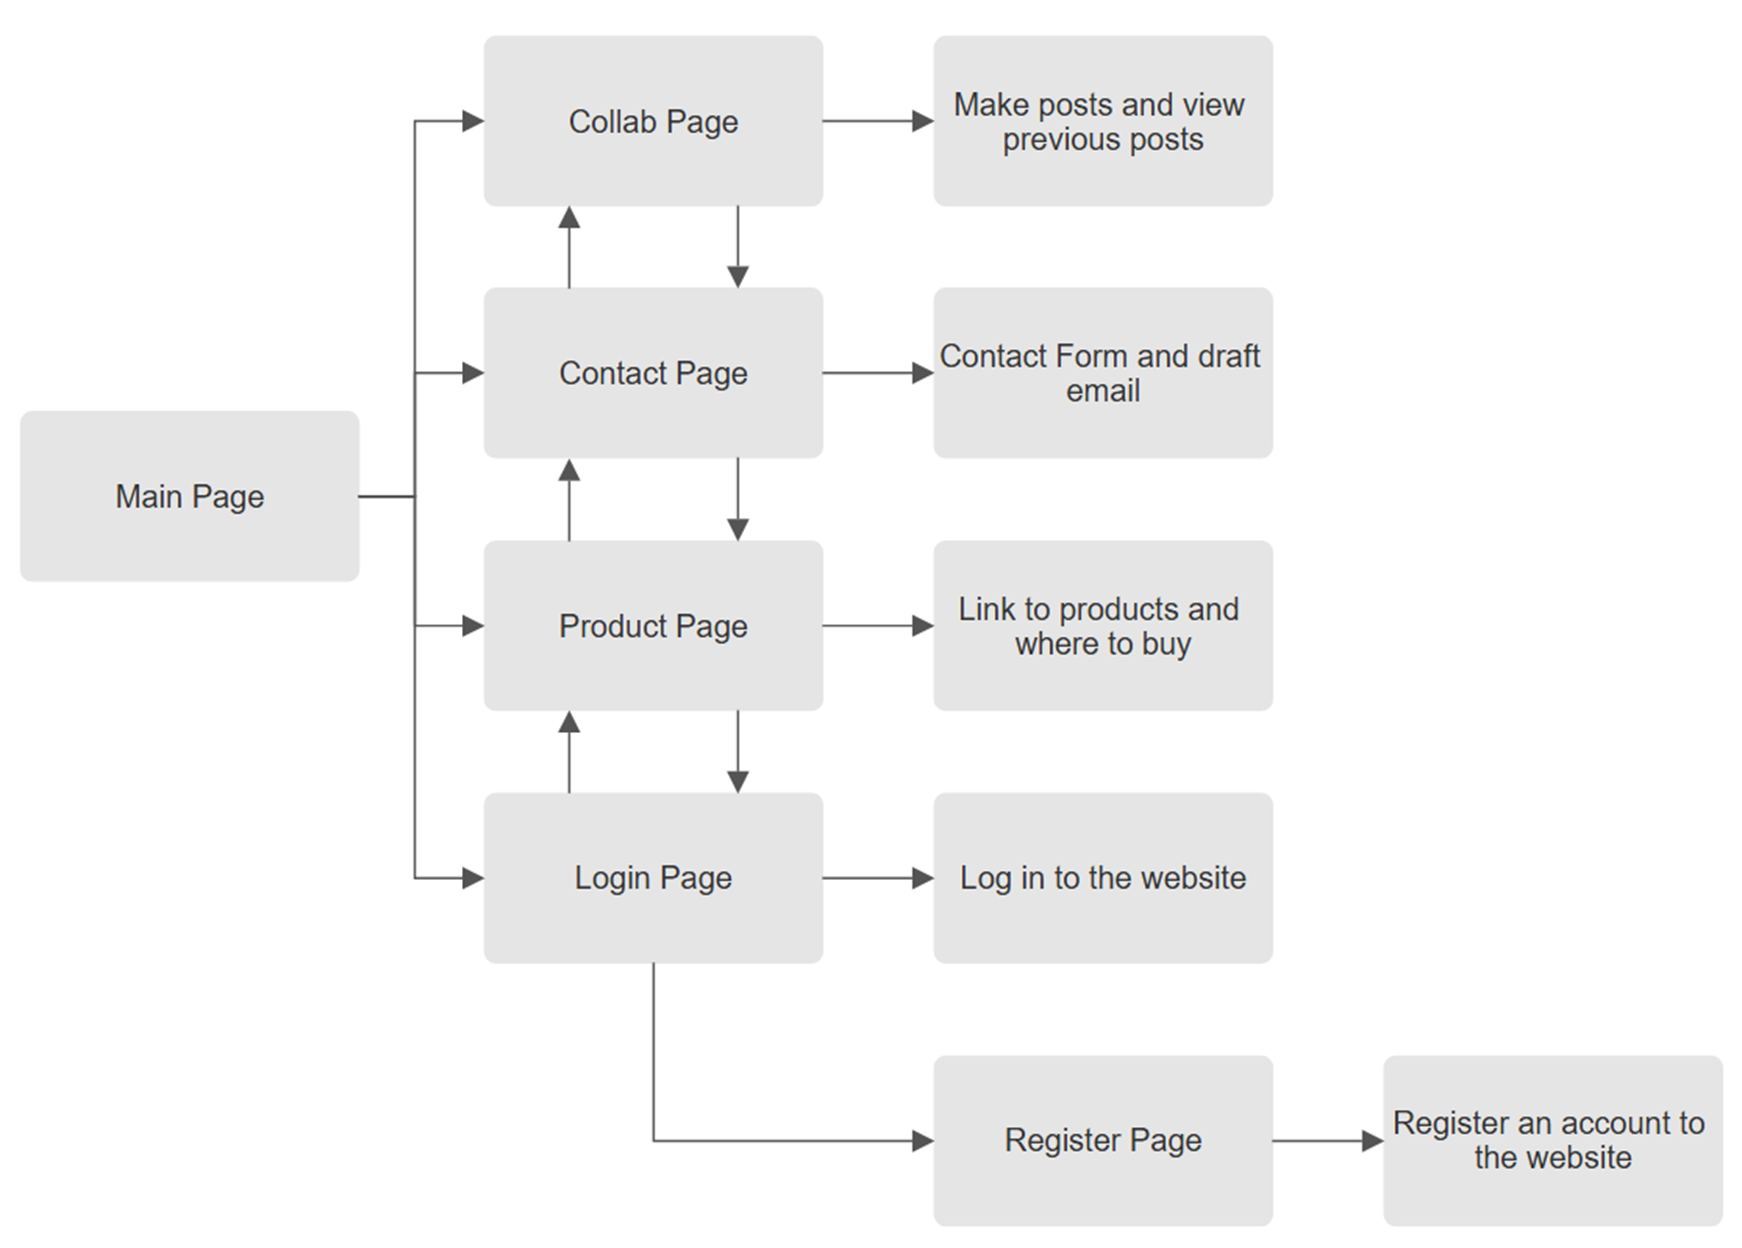 Collab Page
Make posts and view
previous posts
Contact Page
Contact Form and draft
email
Main Page
Product Page
Link to products and
where to buy
Login Page
Log in to the website
Register Page
Register an account to
the website